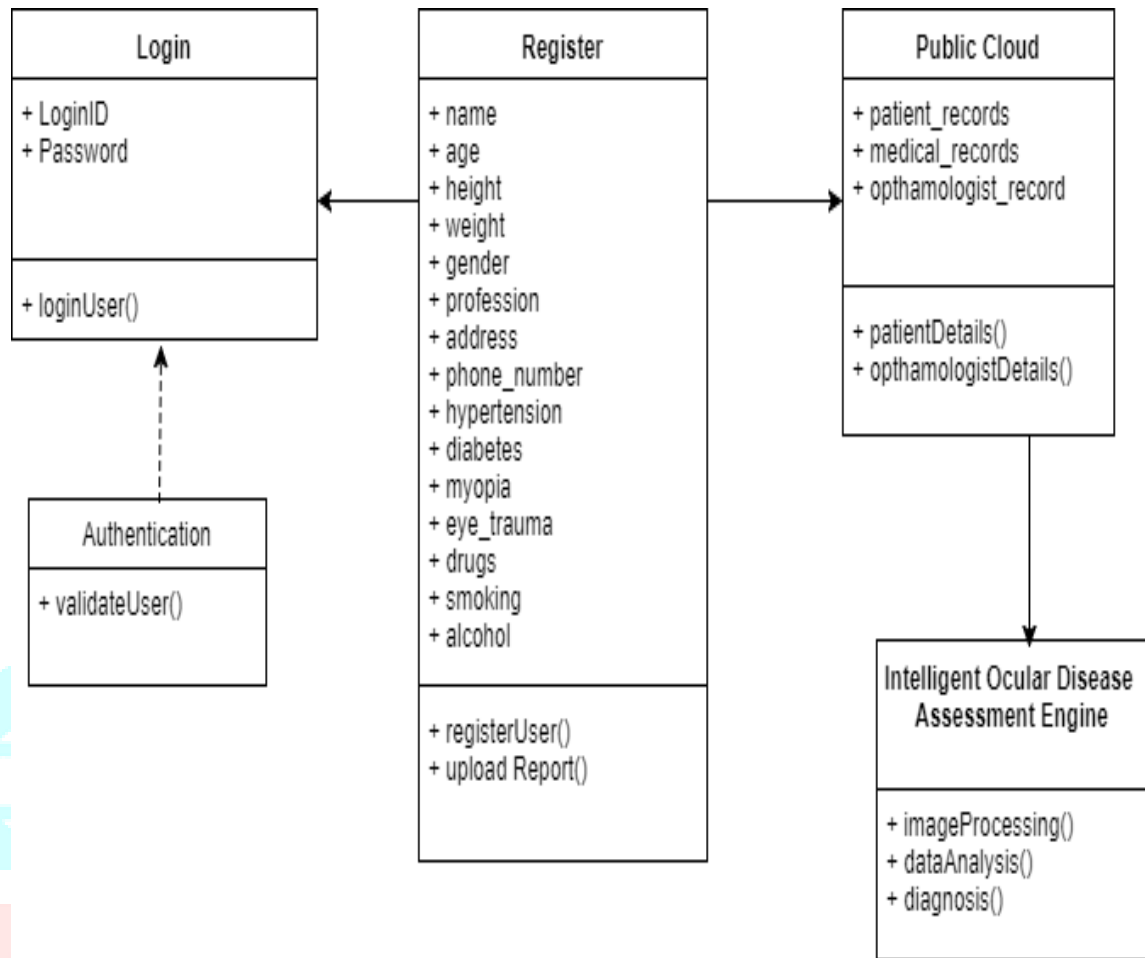 Login
+ LoginID
+ Password
+ loginUser()
Authentication
+ validateUser()
Register
+ name
+ age
+ height
+ weight
+ gender
+ profession
+ address
+ phone_number
+ hypertension
+ diabetes
+ myopia
+ eye_trauma
+ drugs
+ smoking
+ alcohol
+ registerUser()
+ upload Report()
Public Cloud
+ patient_records
+ medical_records
+ opthamologist_record
+ patientDetails()
+ opthamologistDetails()
Intelligent Ocular Disease
Assessment Engine
+ imageProcessing()
+ dataAnalysis()
+ diagnosis()